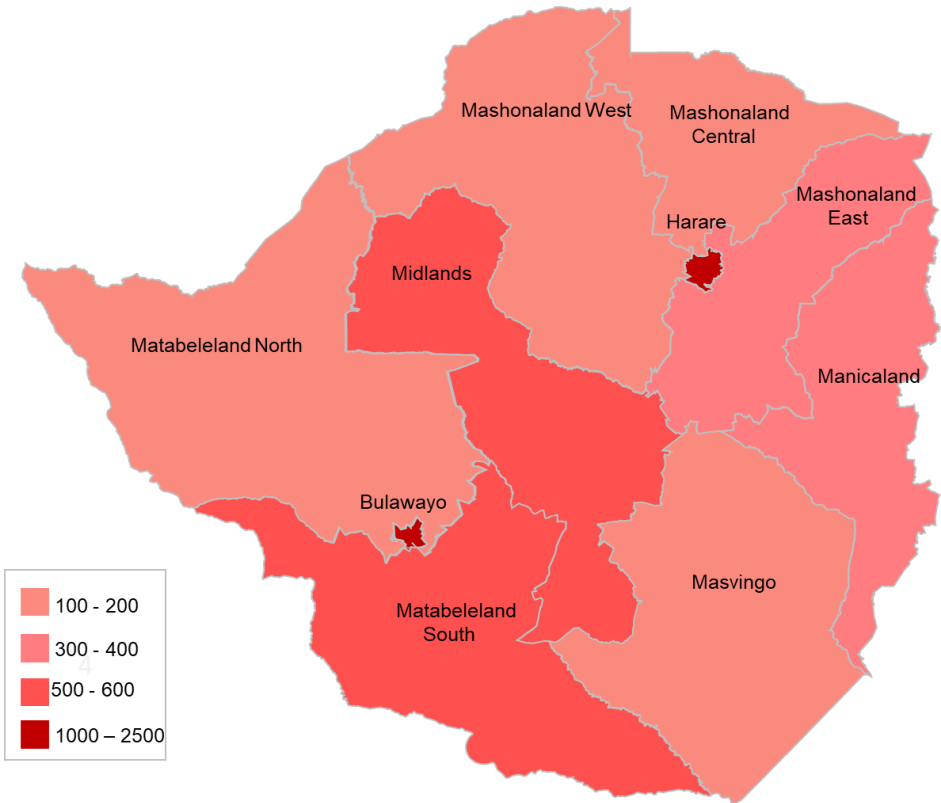 Mashonaland West
Mashonaland
Central
Mashonaland
East
Harare
Midlands
Matabeleland North
Manicaland
Bulawayo
Masvingo
Matabeleland
South
100 - 200
300 - 400
4
500 - 600
1000 – 2500